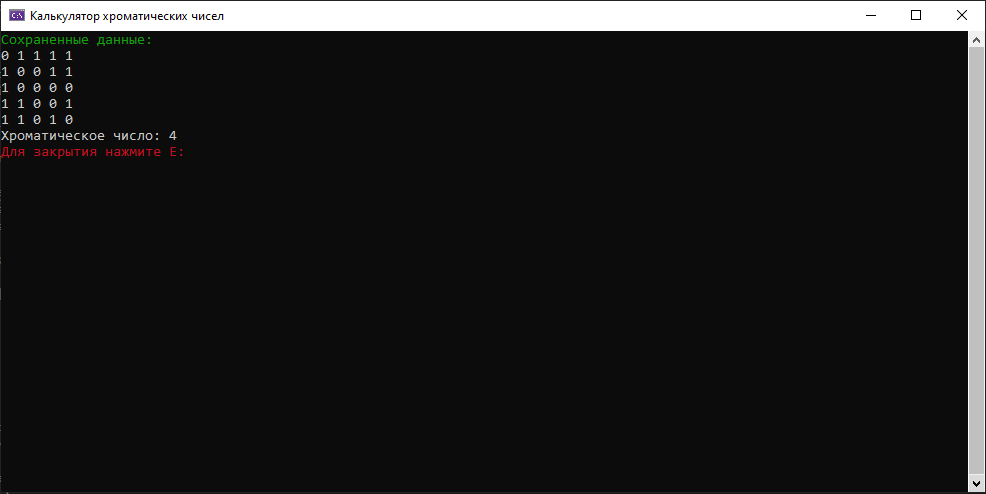 Калькулятор хроматических чисел
Сохраненные данные:
0 1 1 1 1
1 0 0 1 1
1 0 0 0 0
1 1 0 0 1
1 1 0 1 0
Хроматическое число: 4
Для закрытия нажмите E: